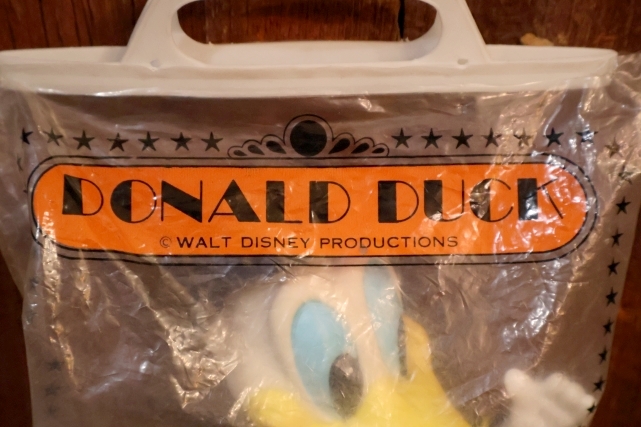 DONALD DUCK
© WALT DISNEY PRODUCTIONS